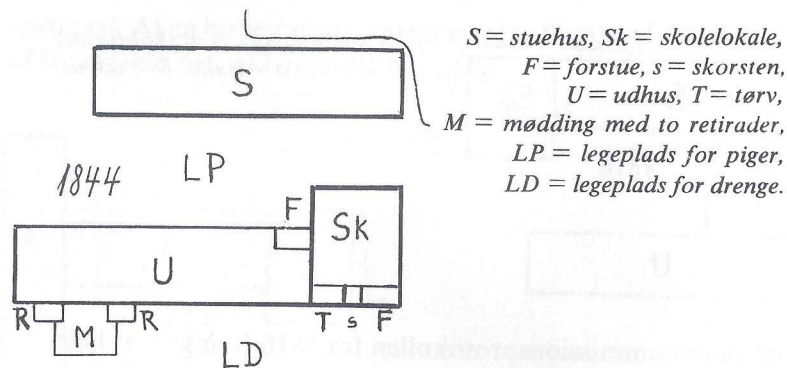 S = stuehus, Sk = skolelokale,
F = forstue, s = skorsten,
U = udhus, T = tørv,
M = mødding med to retirader,
LP = legeplads for piger,
LD = legeplads for drenge.
S
1844
LP
F
Sk
U
R
M
R
T s F
LD